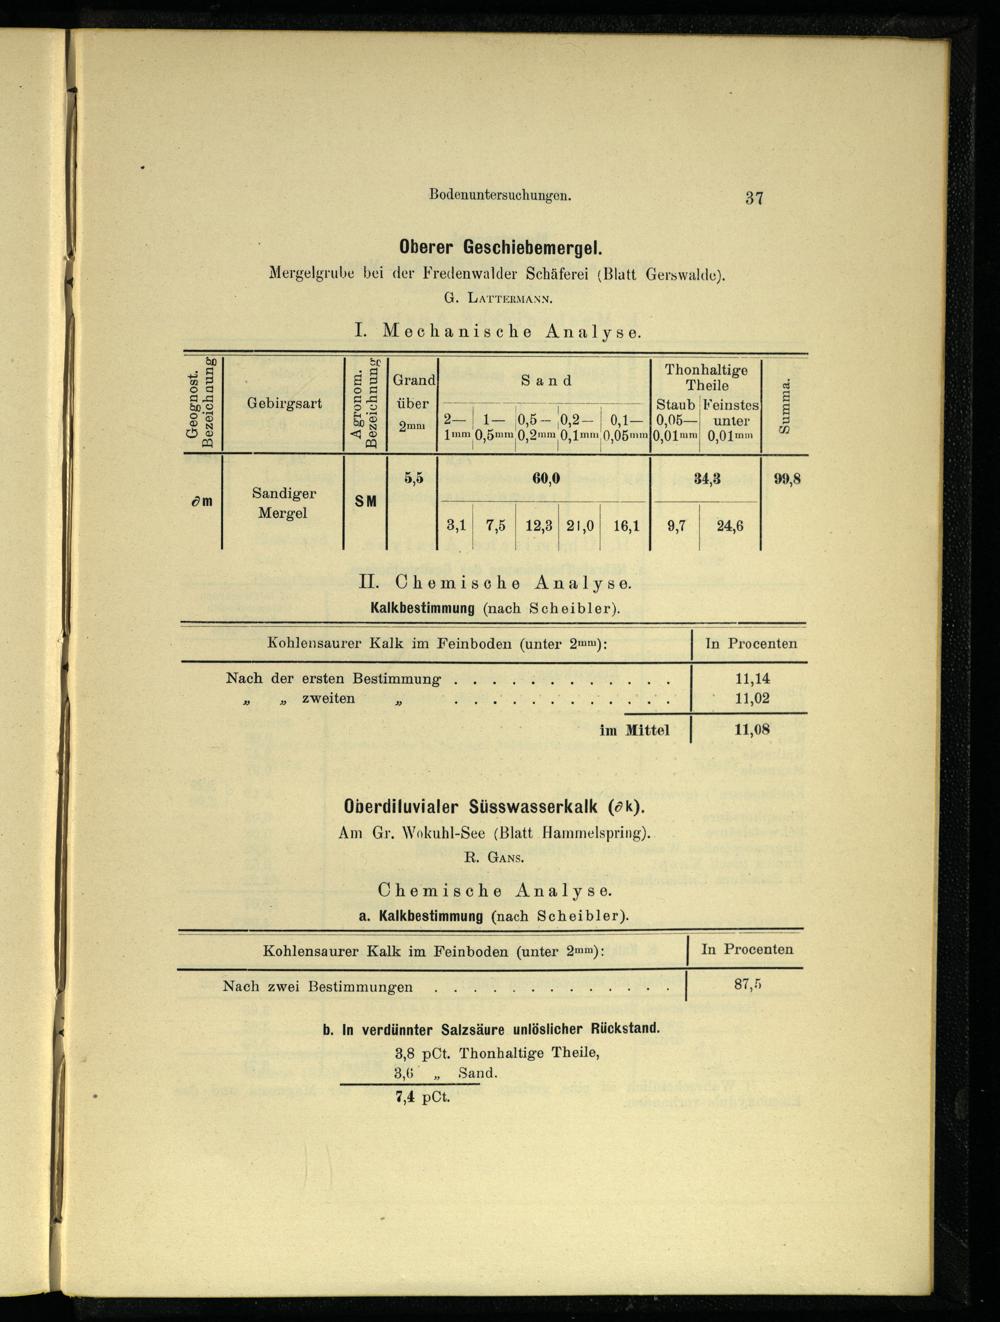 Bodenuntersuchungen. 37
Oberer Geschiebemergel.
Mergelgrube bei der Fredenwalder Schäferei (Blatt Gerswalde).
G. LATTERMANN.
I. Mechanische Analyse.
Geognost. Bezeichnung
Gebirgsart
Agronom. Bezeichnung
Grand über 2mm
Sand
2— 1mm
1— 0,5mm
0,5— 0,2mm
0,2— 0,1mm
0,1— 0,05mm
Thonhaltige Theile
Staub 0,05— 0,01mm
Feinstes unter 0,01mm
Summa.
∂m
Sandiger Mergel
SM
5,5 60,0 34,3 99,8
3,1 7,5 12,3 21,0 16,1 9,7 24,6
II. Chemische Analyse.
Kalkbestimmung (nach Scheibler).
Kohlensaurer Kalk im Feinboden (unter 2mm): In Procenten
Nach der ersten Bestimmung . . . . . . . . . . . . 11,14
„ „ zweiten „ . . . . . . . . . . . . 11,02
im Mittel 11,08
Oberdiluvialer Süsswasserkalk (∂k).
Am Gr. Wokuhl-See (Blatt Hammelspring).
R. GANS.
Chemische Analyse.
a. Kalkbestimmung (nach Scheibler).
Kohlensaurer Kalk im Feinboden (unter 2mm): In Procenten
Nach zwei Bestimmungen . . . . . . . . . . . . . 87,5
b. In verdünnter Salzsäure unlöslicher Rückstand.
3,8 pCt. Thonhaltige Theile,
3,6 „ Sand.
7,4 pCt.